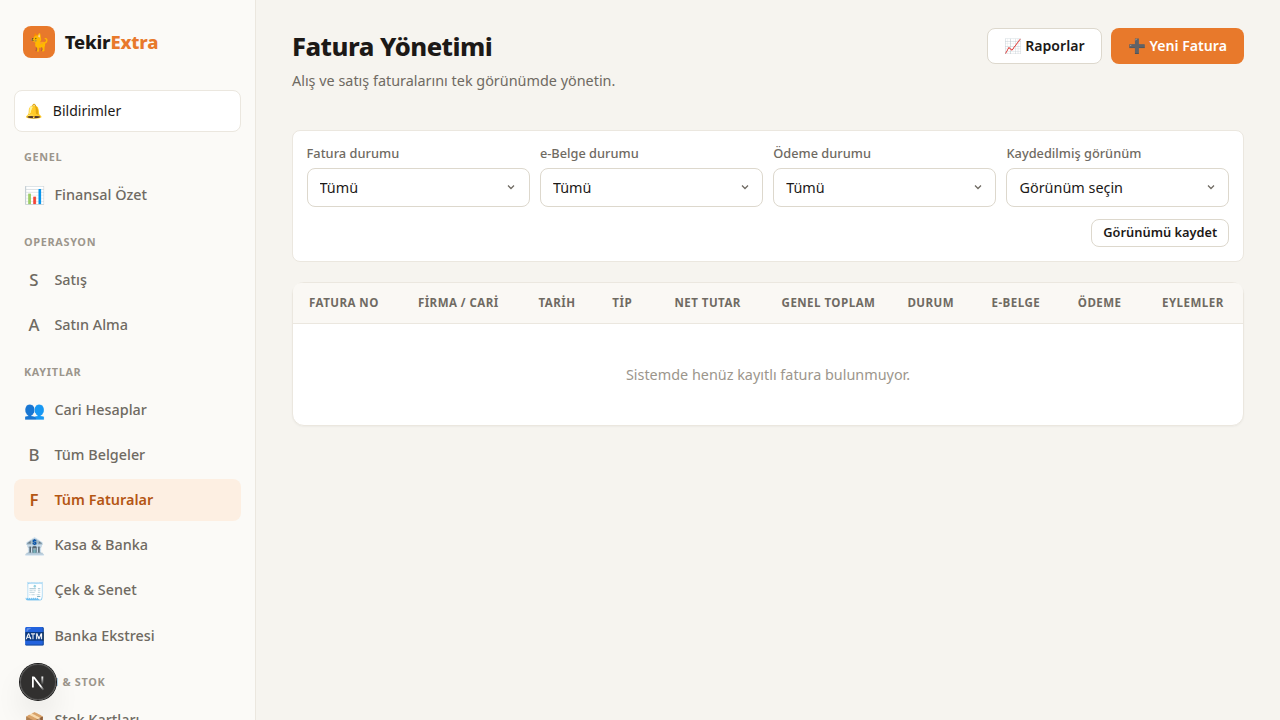 TekirExtra
Bildirimler
GENEL
Finansal Özet
OPERASYON
S Satış
A Satın Alma
KAYITLAR
Cari Hesaplar
B Tüm Belgeler
F Tüm Faturalar
Kasa & Banka
Çek & Senet
ATM Banka Ekstresi
N & STOK
Stok Kartları
Fatura Yönetimi
Alış ve satış faturalarını tek görünümde yönetin.
Raporlar
Yeni Fatura
Fatura durumu e-Belge durumu Ödeme durumu Kaydedilmiş görünüm
Tümü Tümü Tümü Görünüm seçin
Görünümü kaydet
FATURA NO FİRMA / CARİ TARİH TİP NET TUTAR GENEL TOPLAM DURUM E-BELGE ÖDEME EYLEMLER
Sistemde henüz kayıtlı fatura bulunmuyor.